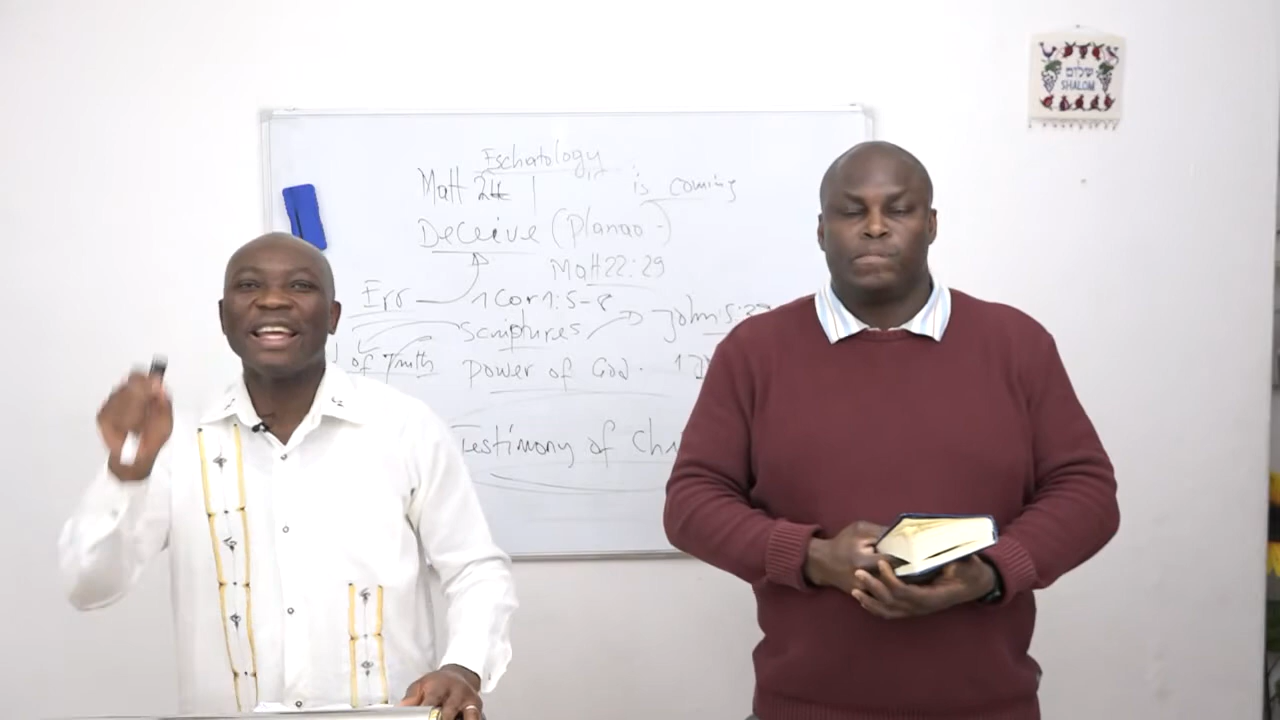 Eschatology
Matt 24 1 is coming
Deceive (planao -)
Matt 22:29
Err 1 Cor 1:5-8
Scriptures John 5:
of Truth power of God.
Testimony of
שלום
SHALOM